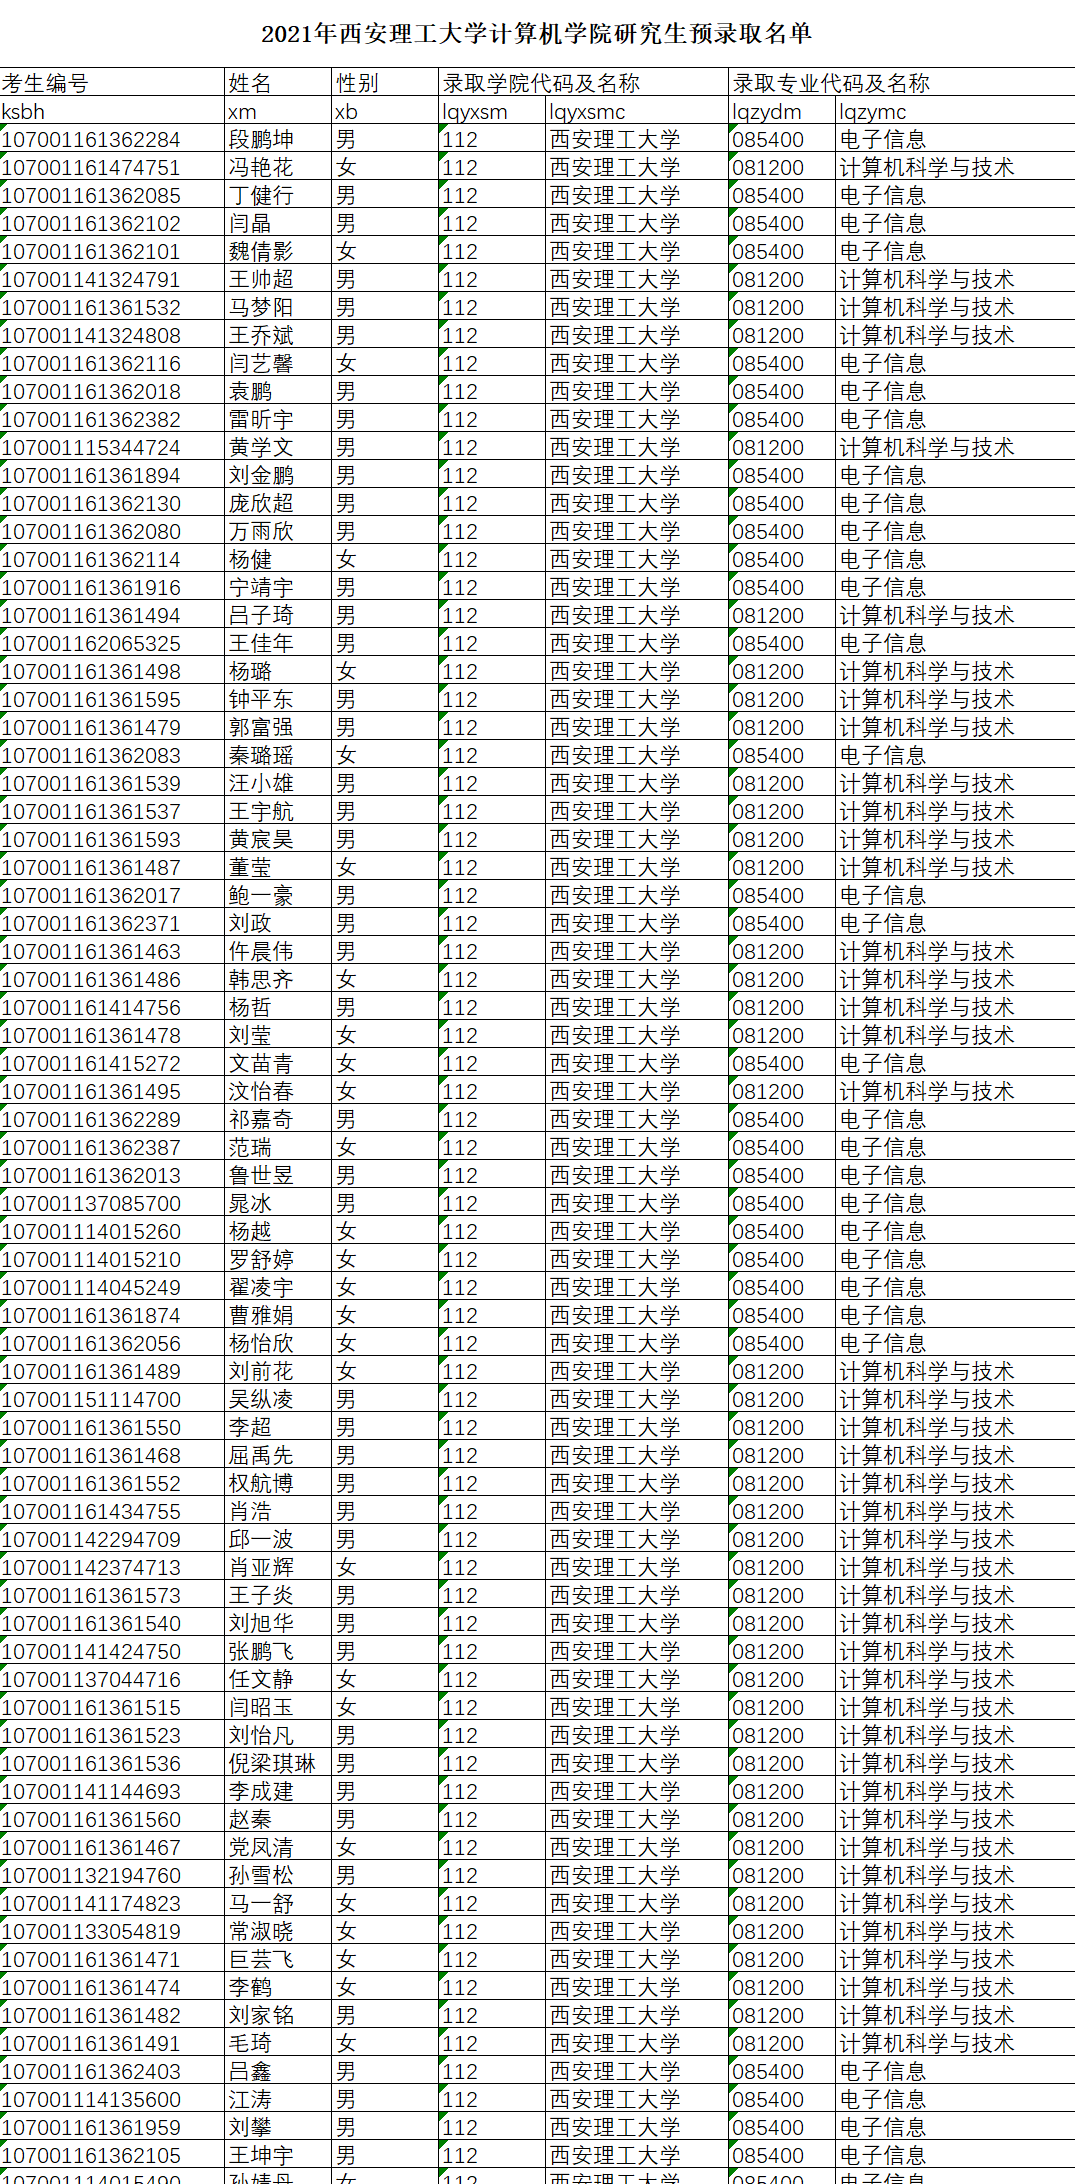 2021年西安理工大学计算机学院研究生预录取名单
考生编号 姓名 性别 录取学院代码及名称 录取专业代码及名称
ksbh xm xb lqyxsm lqyxsmc lqzydm lqzymc
107001161362284 段鹏坤 男 112 西安理工大学 085400 电子信息
107001161474751 冯艳花 女 112 西安理工大学 081200 计算机科学与技术
107001161362085 丁健行 男 112 西安理工大学 085400 电子信息
107001161362102 闫晶 男 112 西安理工大学 085400 电子信息
107001161362101 魏倩影 女 112 西安理工大学 085400 电子信息
107001141324791 王帅超 男 112 西安理工大学 081200 计算机科学与技术
107001161361532 马梦阳 男 112 西安理工大学 081200 计算机科学与技术
107001141324808 王乔斌 男 112 西安理工大学 081200 计算机科学与技术
107001161362116 闫艺馨 女 112 西安理工大学 085400 电子信息
107001161362018 袁鹏 男 112 西安理工大学 085400 电子信息
107001161362382 雷昕宇 男 112 西安理工大学 085400 电子信息
107001115344724 黄学文 男 112 西安理工大学 081200 计算机科学与技术
107001161361894 刘金鹏 男 112 西安理工大学 085400 电子信息
107001161362130 庞欣超 男 112 西安理工大学 085400 电子信息
107001161362080 万雨欣 男 112 西安理工大学 085400 电子信息
107001161362114 杨健 女 112 西安理工大学 085400 电子信息
107001161361916 宁靖宇 男 112 西安理工大学 085400 电子信息
107001161361494 吕子琦 男 112 西安理工大学 081200 计算机科学与技术
107001162065325 王佳年 男 112 西安理工大学 085400 电子信息
107001161361498 杨璐 女 112 西安理工大学 081200 计算机科学与技术
107001161361595 钟平东 男 112 西安理工大学 081200 计算机科学与技术
107001161361479 郭富强 男 112 西安理工大学 081200 计算机科学与技术
107001161362083 秦璐瑶 女 112 西安理工大学 085400 电子信息
107001161361539 汪小雄 男 112 西安理工大学 081200 计算机科学与技术
107001161361537 王宇航 男 112 西安理工大学 081200 计算机科学与技术
107001161361593 黄宸昊 男 112 西安理工大学 081200 计算机科学与技术
107001161361487 董莹 女 112 西安理工大学 081200 计算机科学与技术
107001161362017 鲍一豪 男 112 西安理工大学 085400 电子信息
107001161362371 刘政 男 112 西安理工大学 085400 电子信息
107001161361463 仵晨伟 男 112 西安理工大学 081200 计算机科学与技术
107001161361486 韩思齐 女 112 西安理工大学 081200 计算机科学与技术
107001161414756 杨哲 男 112 西安理工大学 081200 计算机科学与技术
107001161361478 刘莹 女 112 西安理工大学 081200 计算机科学与技术
107001161415272 文苗青 女 112 西安理工大学 085400 电子信息
107001161361495 汶怡春 女 112 西安理工大学 081200 计算机科学与技术
107001161362289 祁嘉奇 男 112 西安理工大学 085400 电子信息
107001161362387 范瑞 女 112 西安理工大学 085400 电子信息
107001161362013 鲁世昱 男 112 西安理工大学 085400 电子信息
107001137085700 晁冰 男 112 西安理工大学 085400 电子信息
107001114015260 杨越 女 112 西安理工大学 085400 电子信息
107001114015210 罗舒婷 女 112 西安理工大学 085400 电子信息
107001114045249 翟凌宇 女 112 西安理工大学 085400 电子信息
107001161361874 曹雅娟 女 112 西安理工大学 085400 电子信息
107001161362056 杨怡欣 女 112 西安理工大学 085400 电子信息
107001161361489 刘前花 女 112 西安理工大学 081200 计算机科学与技术
107001151114700 吴纵凌 男 112 西安理工大学 081200 计算机科学与技术
107001161361550 李超 男 112 西安理工大学 081200 计算机科学与技术
107001161361468 屈禹先 男 112 西安理工大学 081200 计算机科学与技术
107001161361552 权航博 男 112 西安理工大学 081200 计算机科学与技术
107001161434755 肖浩 男 112 西安理工大学 081200 计算机科学与技术
107001142294709 邱一波 男 112 西安理工大学 081200 计算机科学与技术
107001142374713 肖亚辉 女 112 西安理工大学 081200 计算机科学与技术
107001161361573 王子炎 男 112 西安理工大学 081200 计算机科学与技术
107001161361540 刘旭华 男 112 西安理工大学 081200 计算机科学与技术
107001141424750 张鹏飞 男 112 西安理工大学 081200 计算机科学与技术
107001137044716 任文静 女 112 西安理工大学 081200 计算机科学与技术
107001161361515 闫昭玉 女 112 西安理工大学 081200 计算机科学与技术
107001161361523 刘怡凡 男 112 西安理工大学 081200 计算机科学与技术
107001161361536 倪梁琪琳 男 112 西安理工大学 081200 计算机科学与技术
107001141144693 李成建 男 112 西安理工大学 081200 计算机科学与技术
107001161361560 赵秦 男 112 西安理工大学 081200 计算机科学与技术
107001161361467 党凤清 女 112 西安理工大学 081200 计算机科学与技术
107001132194760 孙雪松 男 112 西安理工大学 081200 计算机科学与技术
107001141174823 马一舒 女 112 西安理工大学 081200 计算机科学与技术
107001133054819 常淑晓 女 112 西安理工大学 081200 计算机科学与技术
107001161361471 巨芸飞 女 112 西安理工大学 081200 计算机科学与技术
107001161361474 李鹤 女 112 西安理工大学 081200 计算机科学与技术
107001161361482 刘家铭 男 112 西安理工大学 081200 计算机科学与技术
107001161361491 毛琦 女 112 西安理工大学 081200 计算机科学与技术
107001161362403 吕鑫 男 112 西安理工大学 085400 电子信息
107001114135600 江涛 男 112 西安理工大学 085400 电子信息
107001161361959 刘攀 男 112 西安理工大学 085400 电子信息
107001161362105 王坤宇 男 112 西安理工大学 085400 电子信息
107001114015490 孙婧丹 女 112 西安理工大学 085400 电子信息